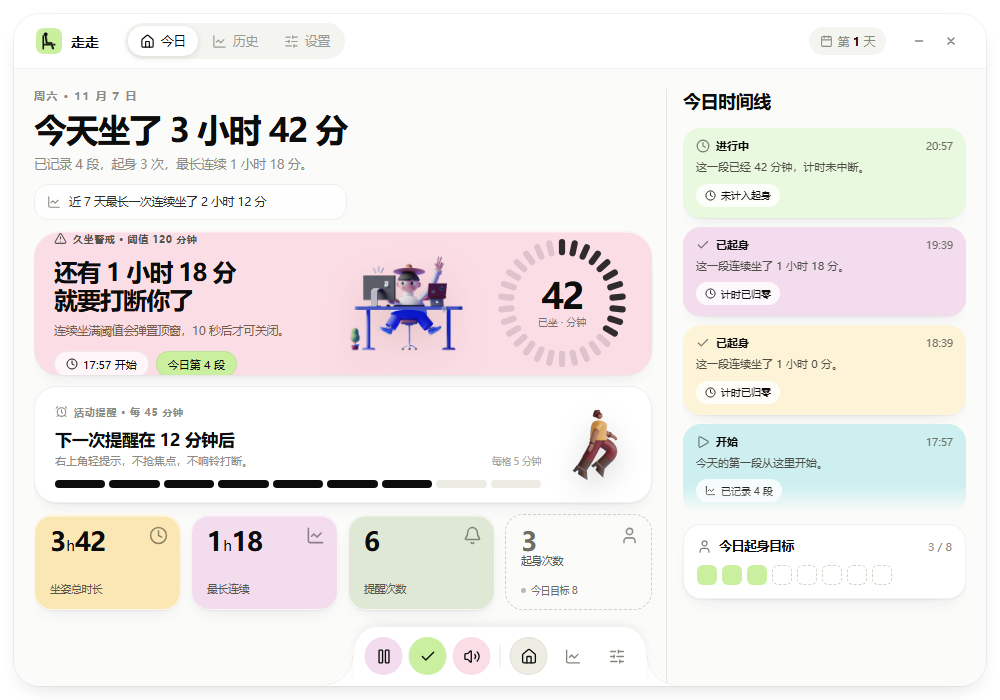 走走
今日
历史
设置
第 1 天
周六 • 11 月 7 日
今天坐了 3 小时 42 分
已记录 4 段，起身 3 次，最长连续 1 小时 18 分。
近 7 天最长一次连续坐了 2 小时 12 分
久坐警戒 • 阈值 120 分钟
还有 1 小时 18 分
就要打断你了
连续坐满阈值会弹置顶窗，10 秒后才可关闭。
17:57 开始
今日第 4 段
42
已坐 · 分钟
活动提醒 • 每 45 分钟
下一次提醒在 12 分钟后
右上角轻提示，不抢焦点，不响铃打断。
每格 5 分钟
3h42
坐姿总时长
1h18
最长连续
6
提醒次数
3
起身次数
今日目标 8
今日时间线
进行中
20:57
这一段已经 42 分钟，计时未中断。
未计入起身
已起身
19:39
这一段连续坐了 1 小时 18 分。
计时已归零
已起身
18:39
这一段连续坐了 1 小时 0 分。
计时已归零
开始
17:57
今天的第一段从这里开始。
已记录 4 段
今日起身目标
3 / 8